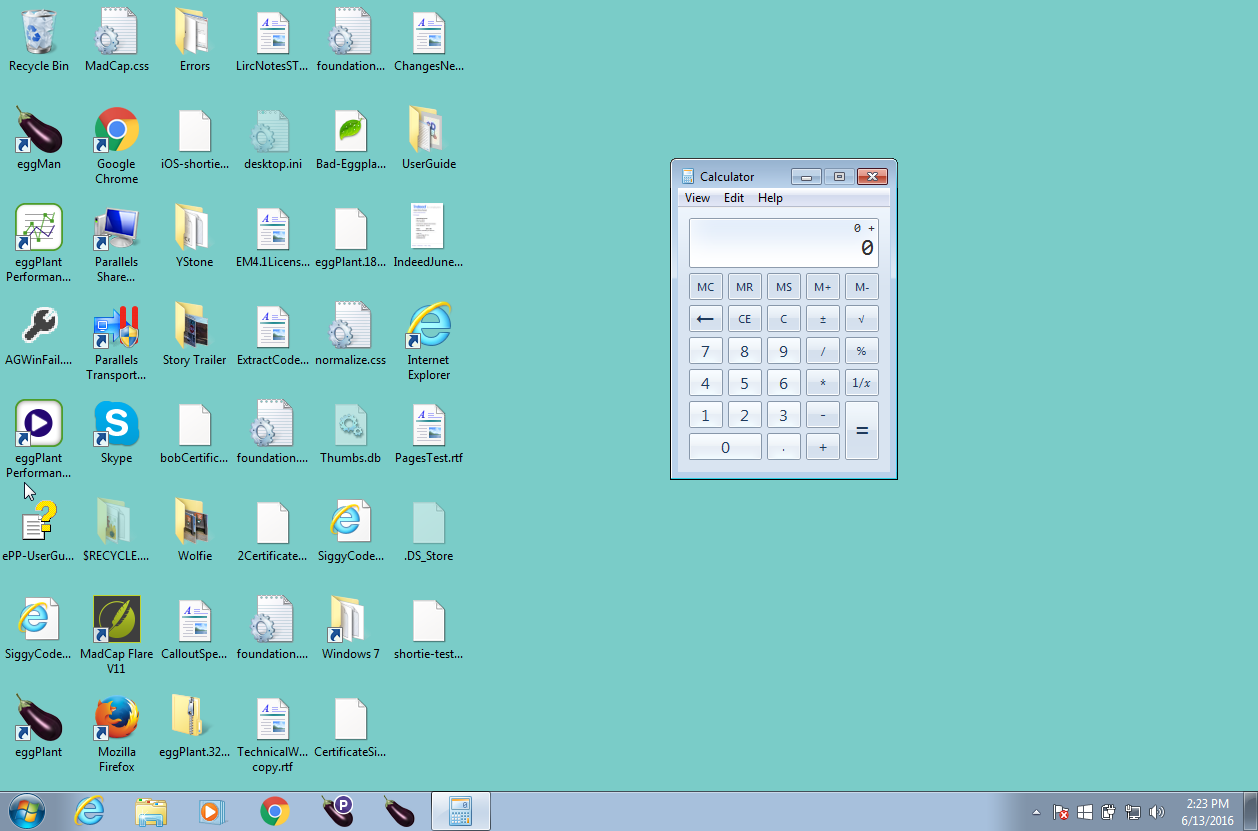 Recycle Bin
MadCap.css
Errors
LircNotesST...
foundation...
ChangesNe...
eggMan
Google
Chrome
iOS-shortie...
desktop.ini
Bad-Eggpla...
UserGuide
eggPlant
Performan...
Parallels
Share...
YStone
EM4.1Licens...
eggPlant.18...
IndeedJune...
AGWinFail....
Parallels
Transport...
Story Trailer
ExtractCode...
normalize.css
Internet
Explorer
eggPlant
Performan...
Skype
bobCertific...
foundation....
Thumbs.db
PagesTest.rtf
ePP-UserGu...
$RECYCLE....
Wolfie
2Certificate...
SiggyCode...
.DS_Store
SiggyCode...
MadCap Flare
V11
CalloutSpe...
foundation....
Windows 7
shortie-test...
eggPlant
Mozilla
Firefox
eggPlant.32...
TechnicalW...
copy.rtf
CertificateSi...
Calculator
View Edit Help
0 +
0
MC MR MS M+ M-
← CE C ± √
7 8 9 / %
4 5 6 * 1/x
1 2 3 - =
0 . +
P
2:23 PM
6/13/2016